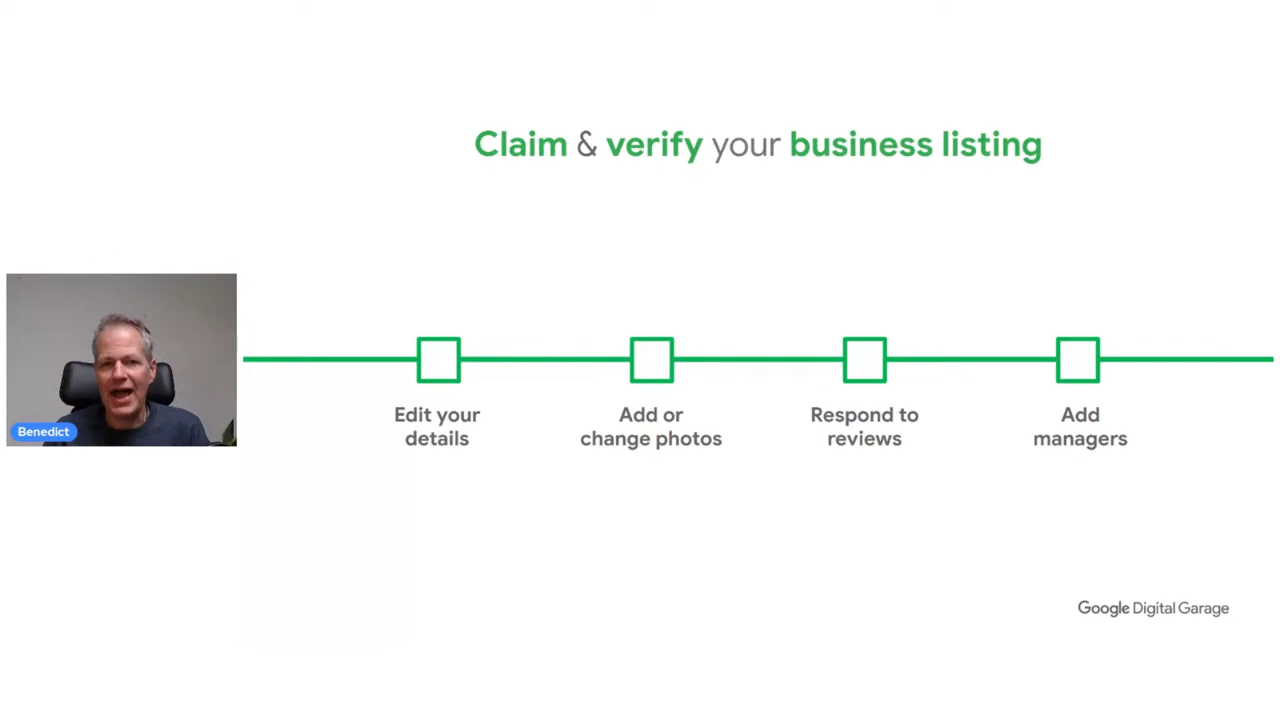 Claim & verify your business listing
Benedict
Edit your
details
Add or
change photos
Respond to
reviews
Add
managers
Google Digital Garage